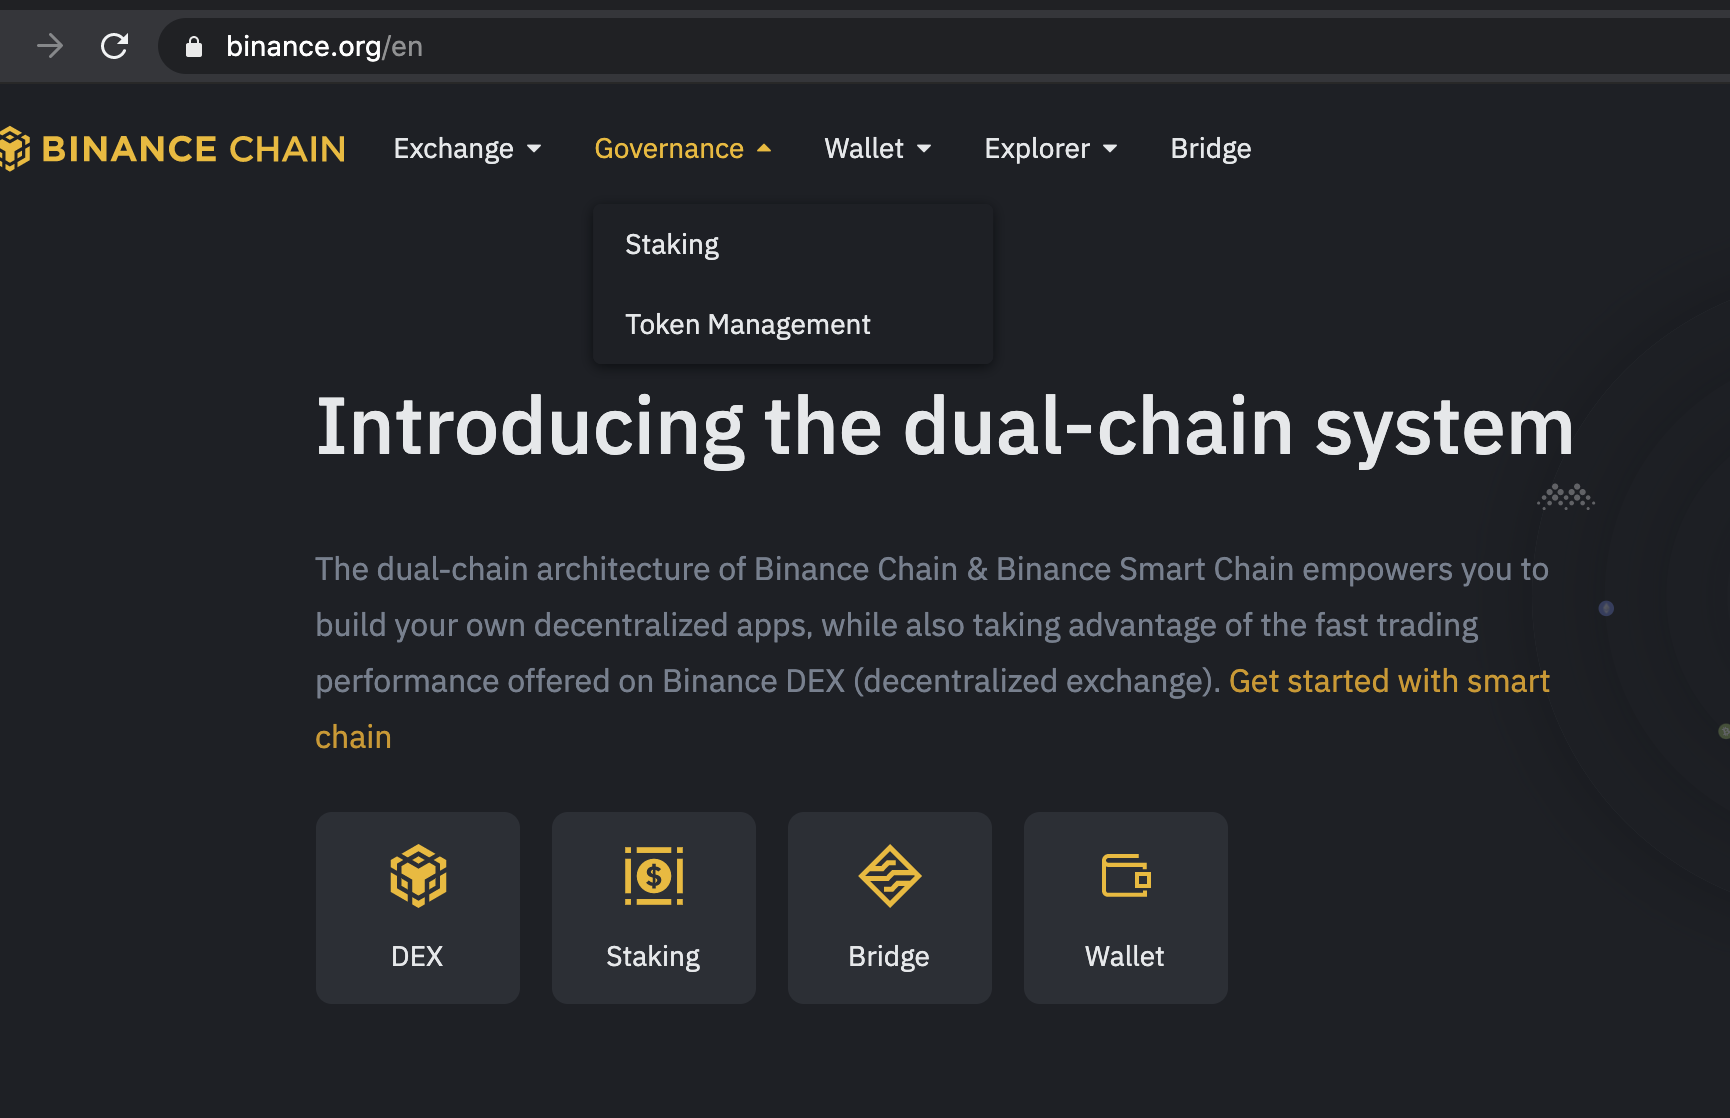 binance.org/en
BINANCE CHAIN Exchange Governance Wallet Explorer Bridge
Staking
Token Management
Introducing the dual-chain system
The dual-chain architecture of Binance Chain & Binance Smart Chain empowers you to
build your own decentralized apps, while also taking advantage of the fast trading
performance offered on Binance DEX (decentralized exchange). Get started with smart
chain
DEX Staking Bridge Wallet